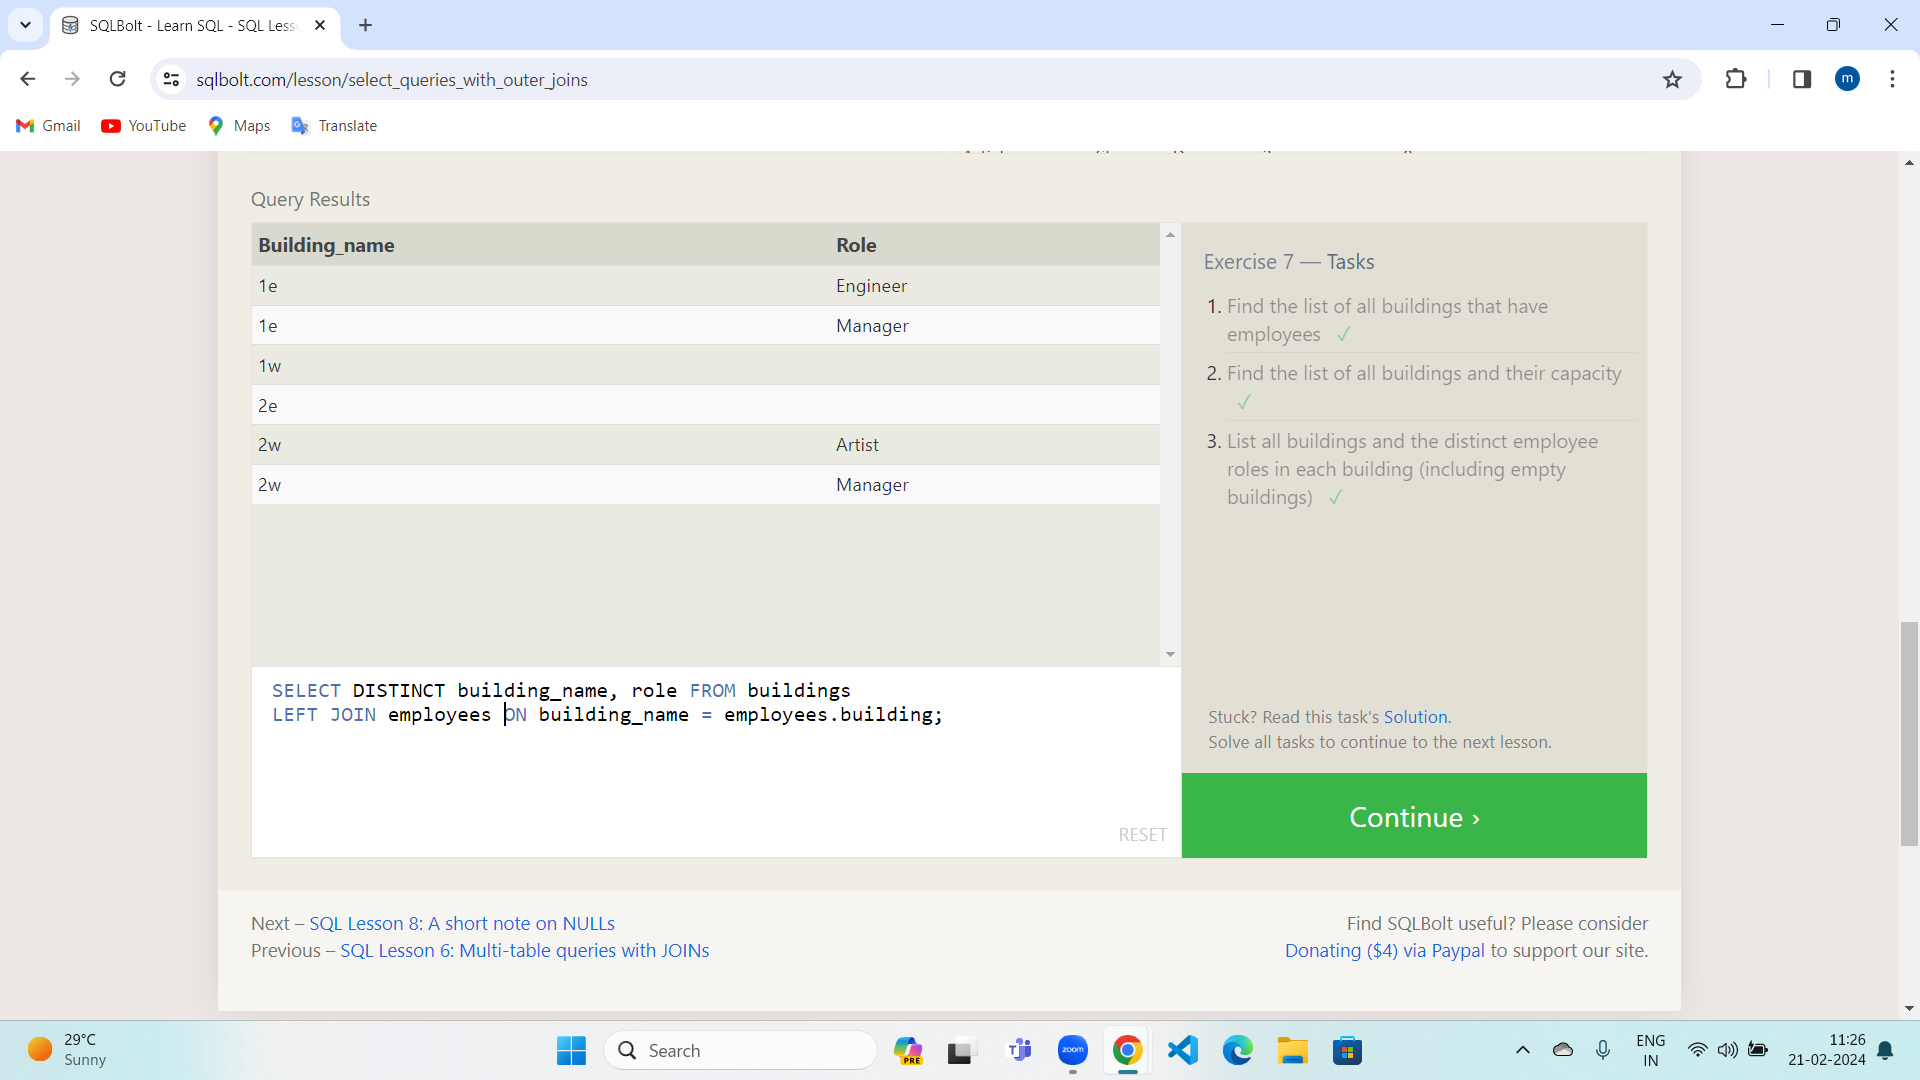 SQLBolt - Learn SQL - SQL Less
sqlbolt.com/lesson/select_queries_with_outer_joins
m
Gmail
YouTube
Maps
Translate
Query Results
Building_name Role
1e Engineer
1e Manager
1w
2e
2w Artist
2w Manager
SELECT DISTINCT building_name, role FROM buildings
LEFT JOIN employees ON building_name = employees.building;
RESET
Exercise 7 — Tasks
1. Find the list of all buildings that have
employees ✓
2. Find the list of all buildings and their capacity
✓
3. List all buildings and the distinct employee
roles in each building (including empty
buildings) ✓
Stuck? Read this task's Solution.
Solve all tasks to continue to the next lesson.
Continue ›
Next – SQL Lesson 8: A short note on NULLs
Previous – SQL Lesson 6: Multi-table queries with JOINs
Find SQLBolt useful? Please consider
Donating ($4) via Paypal to support our site.
29°C
Sunny
Search
PRE
zoom
ENG
IN
11:26
21-02-2024